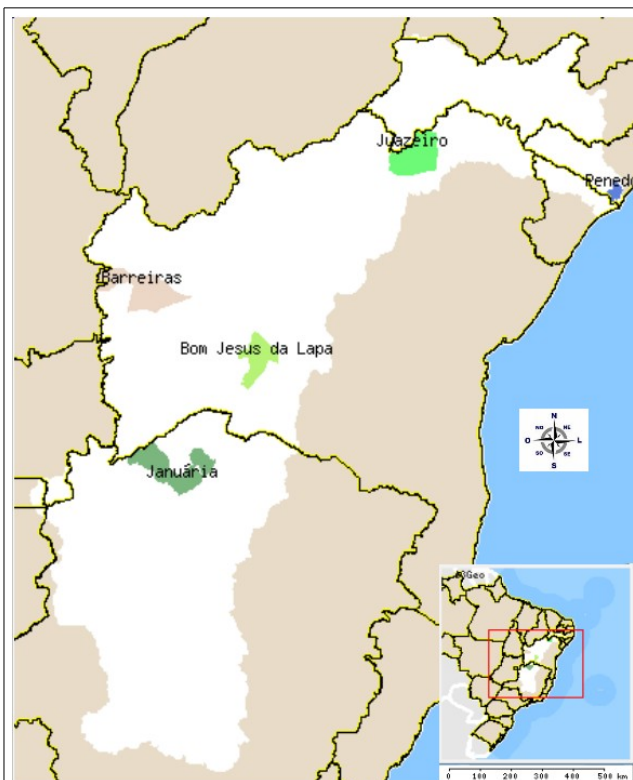 Juazeiro
Penedo
Barreiras
Bom Jesus da Lapa
Januária
N
NO
NE
O
L
SO
SE
S
0
100
200
300
400
500 km